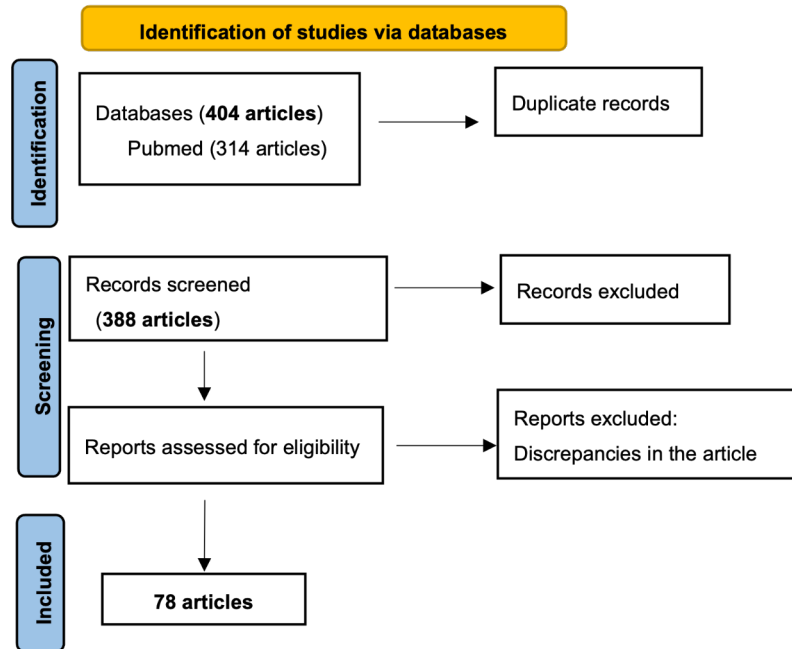 Identification of studies via databases
Identification
Databases (404 articles)
Pubmed (314 articles)
Duplicate records
Screening
Records screened
(388 articles)
Records excluded
Reports assessed for eligibility
Reports excluded:
Discrepancies in the article
Included
78 articles